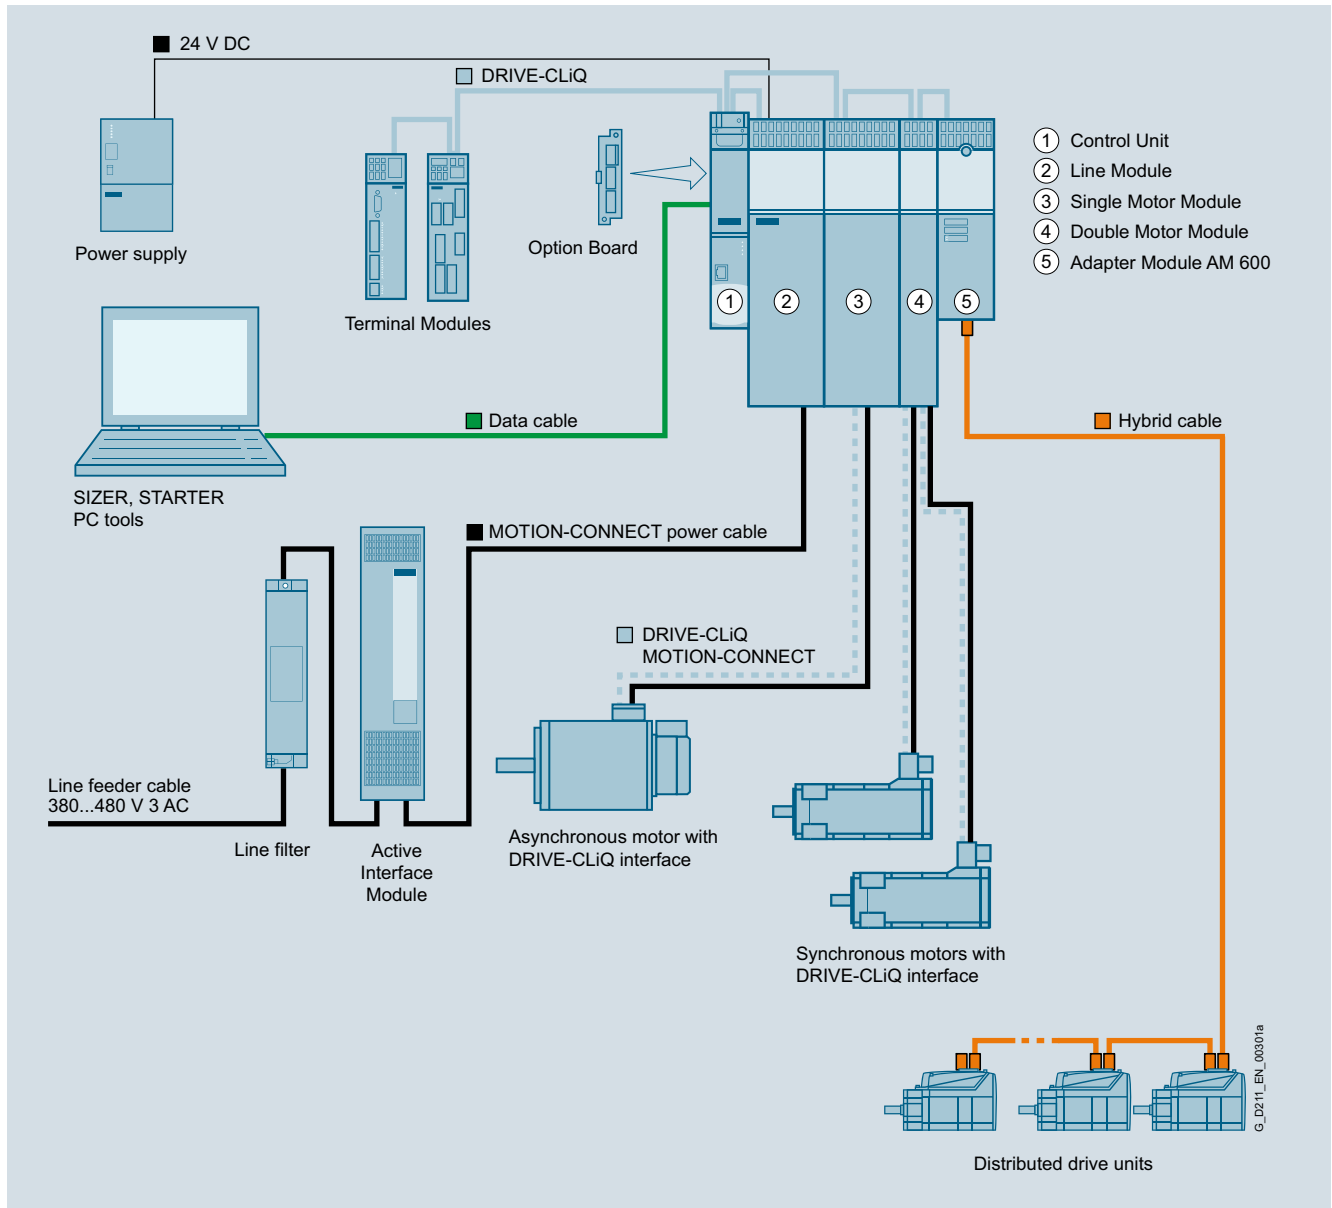 24 V DC
DRIVE-CLiQ
Power supply
Terminal Modules
Option Board
1 Control Unit
2 Line Module
3 Single Motor Module
4 Double Motor Module
5 Adapter Module AM 600
1
2
3
4
5
Data cable
Hybrid cable
SIZER, STARTER
PC tools
MOTION-CONNECT power cable
DRIVE-CLiQ
MOTION-CONNECT
Line feeder cable
380...480 V 3 AC
Line filter
Active
Interface
Module
Asynchronous motor with
DRIVE-CLiQ interface
Synchronous motors with
DRIVE-CLiQ interface
Distributed drive units
G_D211_EN_00301a